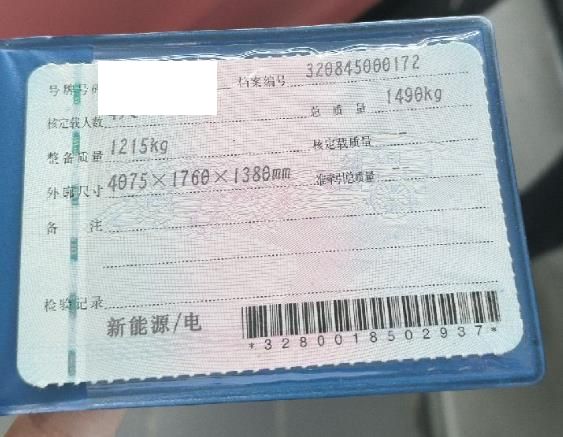 号牌号码 档案编号 320845000172
核定载人数 总质量 1490kg
整备质量 1215kg 核定载质量 --
外廓尺寸 4075×1760×1380mm 准牵引总质量 --
备注
检验记录
新能源/电
*3280018502937*